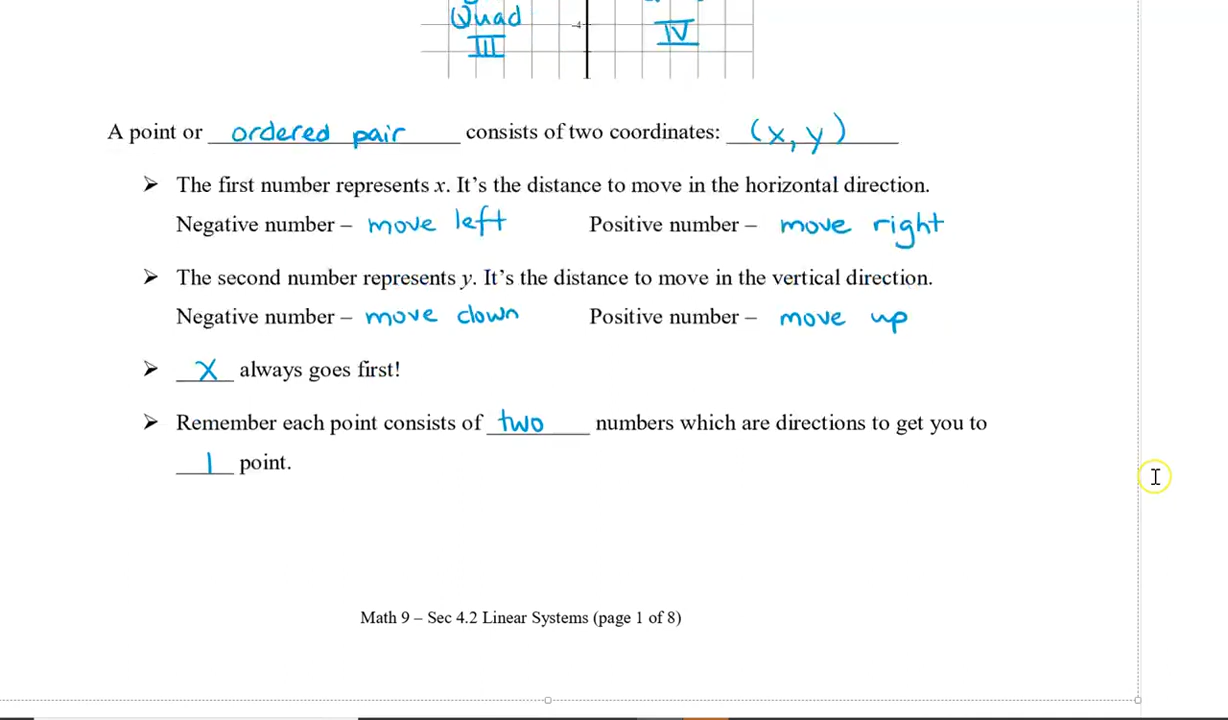 Quad IV
III -4
A point or ordered pair consists of two coordinates: (x, y)
➤ The first number represents x. It's the distance to move in the horizontal direction.
Negative number – move left Positive number – move right
➤ The second number represents y. It's the distance to move in the vertical direction.
Negative number – move down Positive number – move up
➤ X always goes first!
➤ Remember each point consists of two numbers which are directions to get you to
1 point.
Math 9 – Sec 4.2 Linear Systems (page 1 of 8)